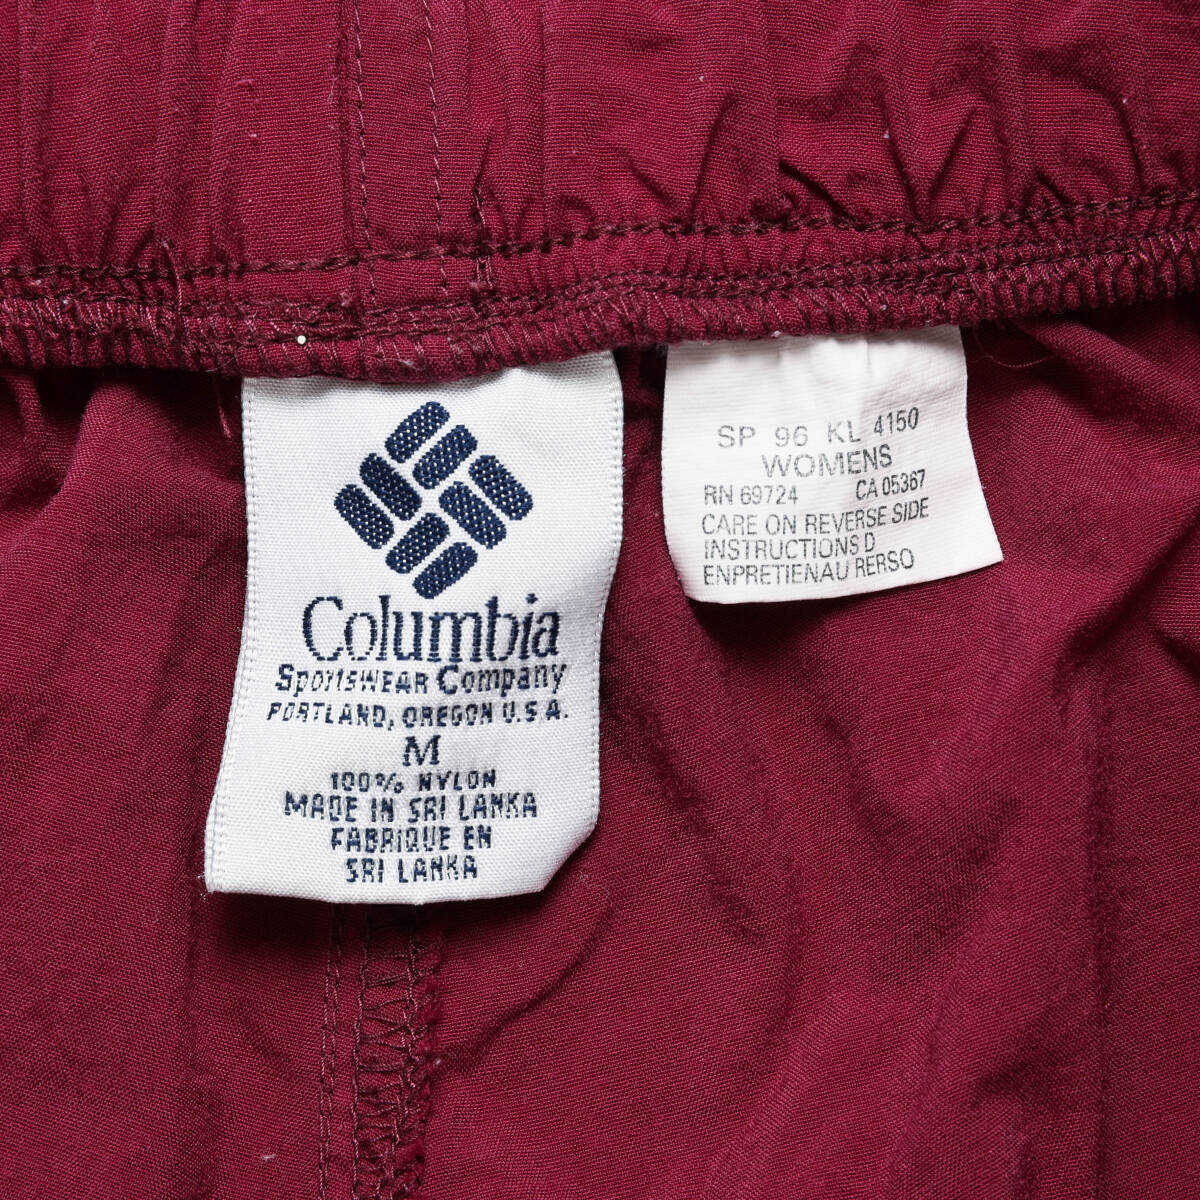 Columbia
Sportswear Company
PORTLAND, OREGON U.S.A.
M
100% NYLON
MADE IN SRI LANKA
FABRIQUE EN
SRI LANKA
SP 96 KL 4150
WOMENS
RN 69724 CA 05367
CARE ON REVERSE SIDE
INSTRUCTIONS D
ENPRETIENAU RERSO